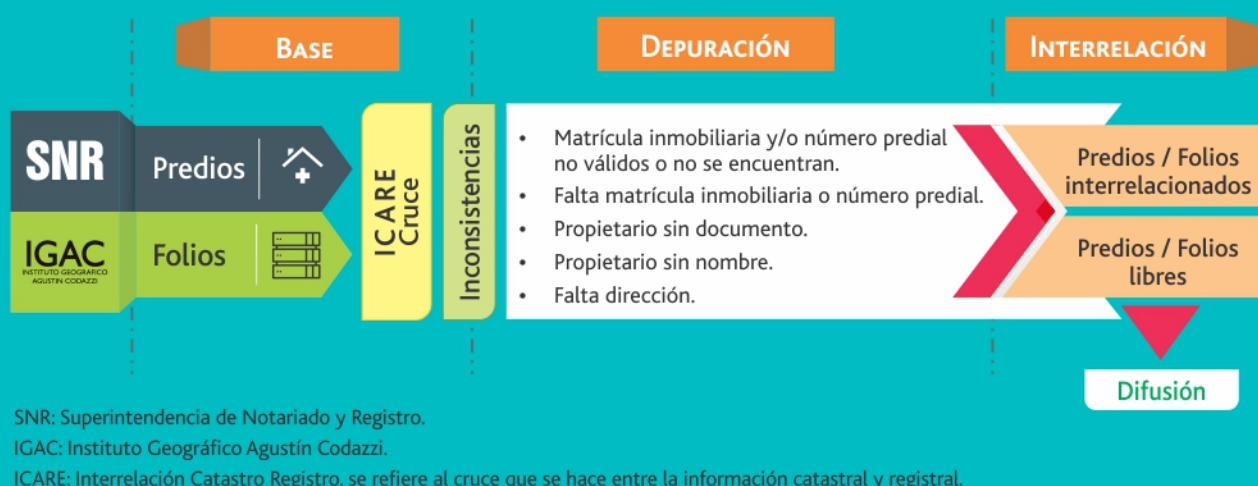 BASE
DEPURACIÓN
INTERRELACIÓN
SNR
Predios
IGAC
INSTITUTO GEOGRÁFICO
AGUSTÍN CODAZZI
Folios
ICARE
Cruce
Inconsistencias
• Matrícula inmobiliaria y/o número predial
no válidos o no se encuentran.
• Falta matrícula inmobiliaria o número predial.
• Propietario sin documento.
• Propietario sin nombre.
• Falta dirección.
Predios / Folios
interrelacionados
Predios / Folios
libres
Difusión
SNR: Superintendencia de Notariado y Registro.
IGAC: Instituto Geográfico Agustín Codazzi.
ICARE: Interrelación Catastro Registro, se refiere al cruce que se hace entre la información catastral y registral.